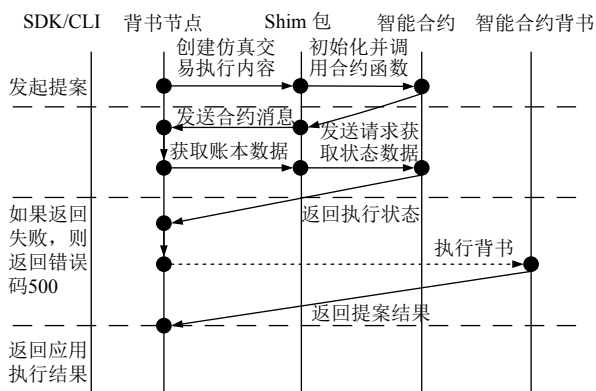 SDK/CLI 背书节点 Shim 包 智能合约 智能合约背书
创建仿真交
易执行内容
初始化并调
用合约函数
发起提案
发送合约消息
发送请求获
取状态数据
获取账本数据
如果返回
失败，则
返回错误
码500
返回执行状态
执行背书
返回提案结果
返回应用
执行结果